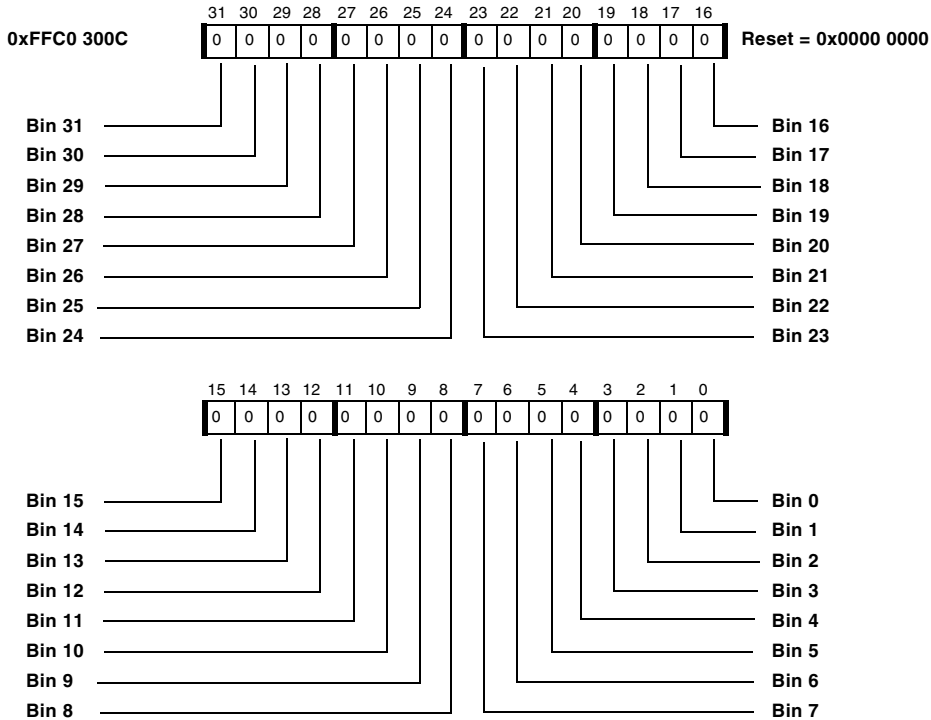 31 30 29 28 27 26 25 24 23 22 21 20 19 18 17 16
0xFFC0 300C 0 0 0 0 0 0 0 0 0 0 0 0 0 0 0 0 Reset = 0x0000 0000
Bin 31 Bin 16
Bin 30 Bin 17
Bin 29 Bin 18
Bin 28 Bin 19
Bin 27 Bin 20
Bin 26 Bin 21
Bin 25 Bin 22
Bin 24 Bin 23
15 14 13 12 11 10 9 8 7 6 5 4 3 2 1 0
0 0 0 0 0 0 0 0 0 0 0 0 0 0 0 0
Bin 15 Bin 0
Bin 14 Bin 1
Bin 13 Bin 2
Bin 12 Bin 3
Bin 11 Bin 4
Bin 10 Bin 5
Bin 9 Bin 6
Bin 8 Bin 7